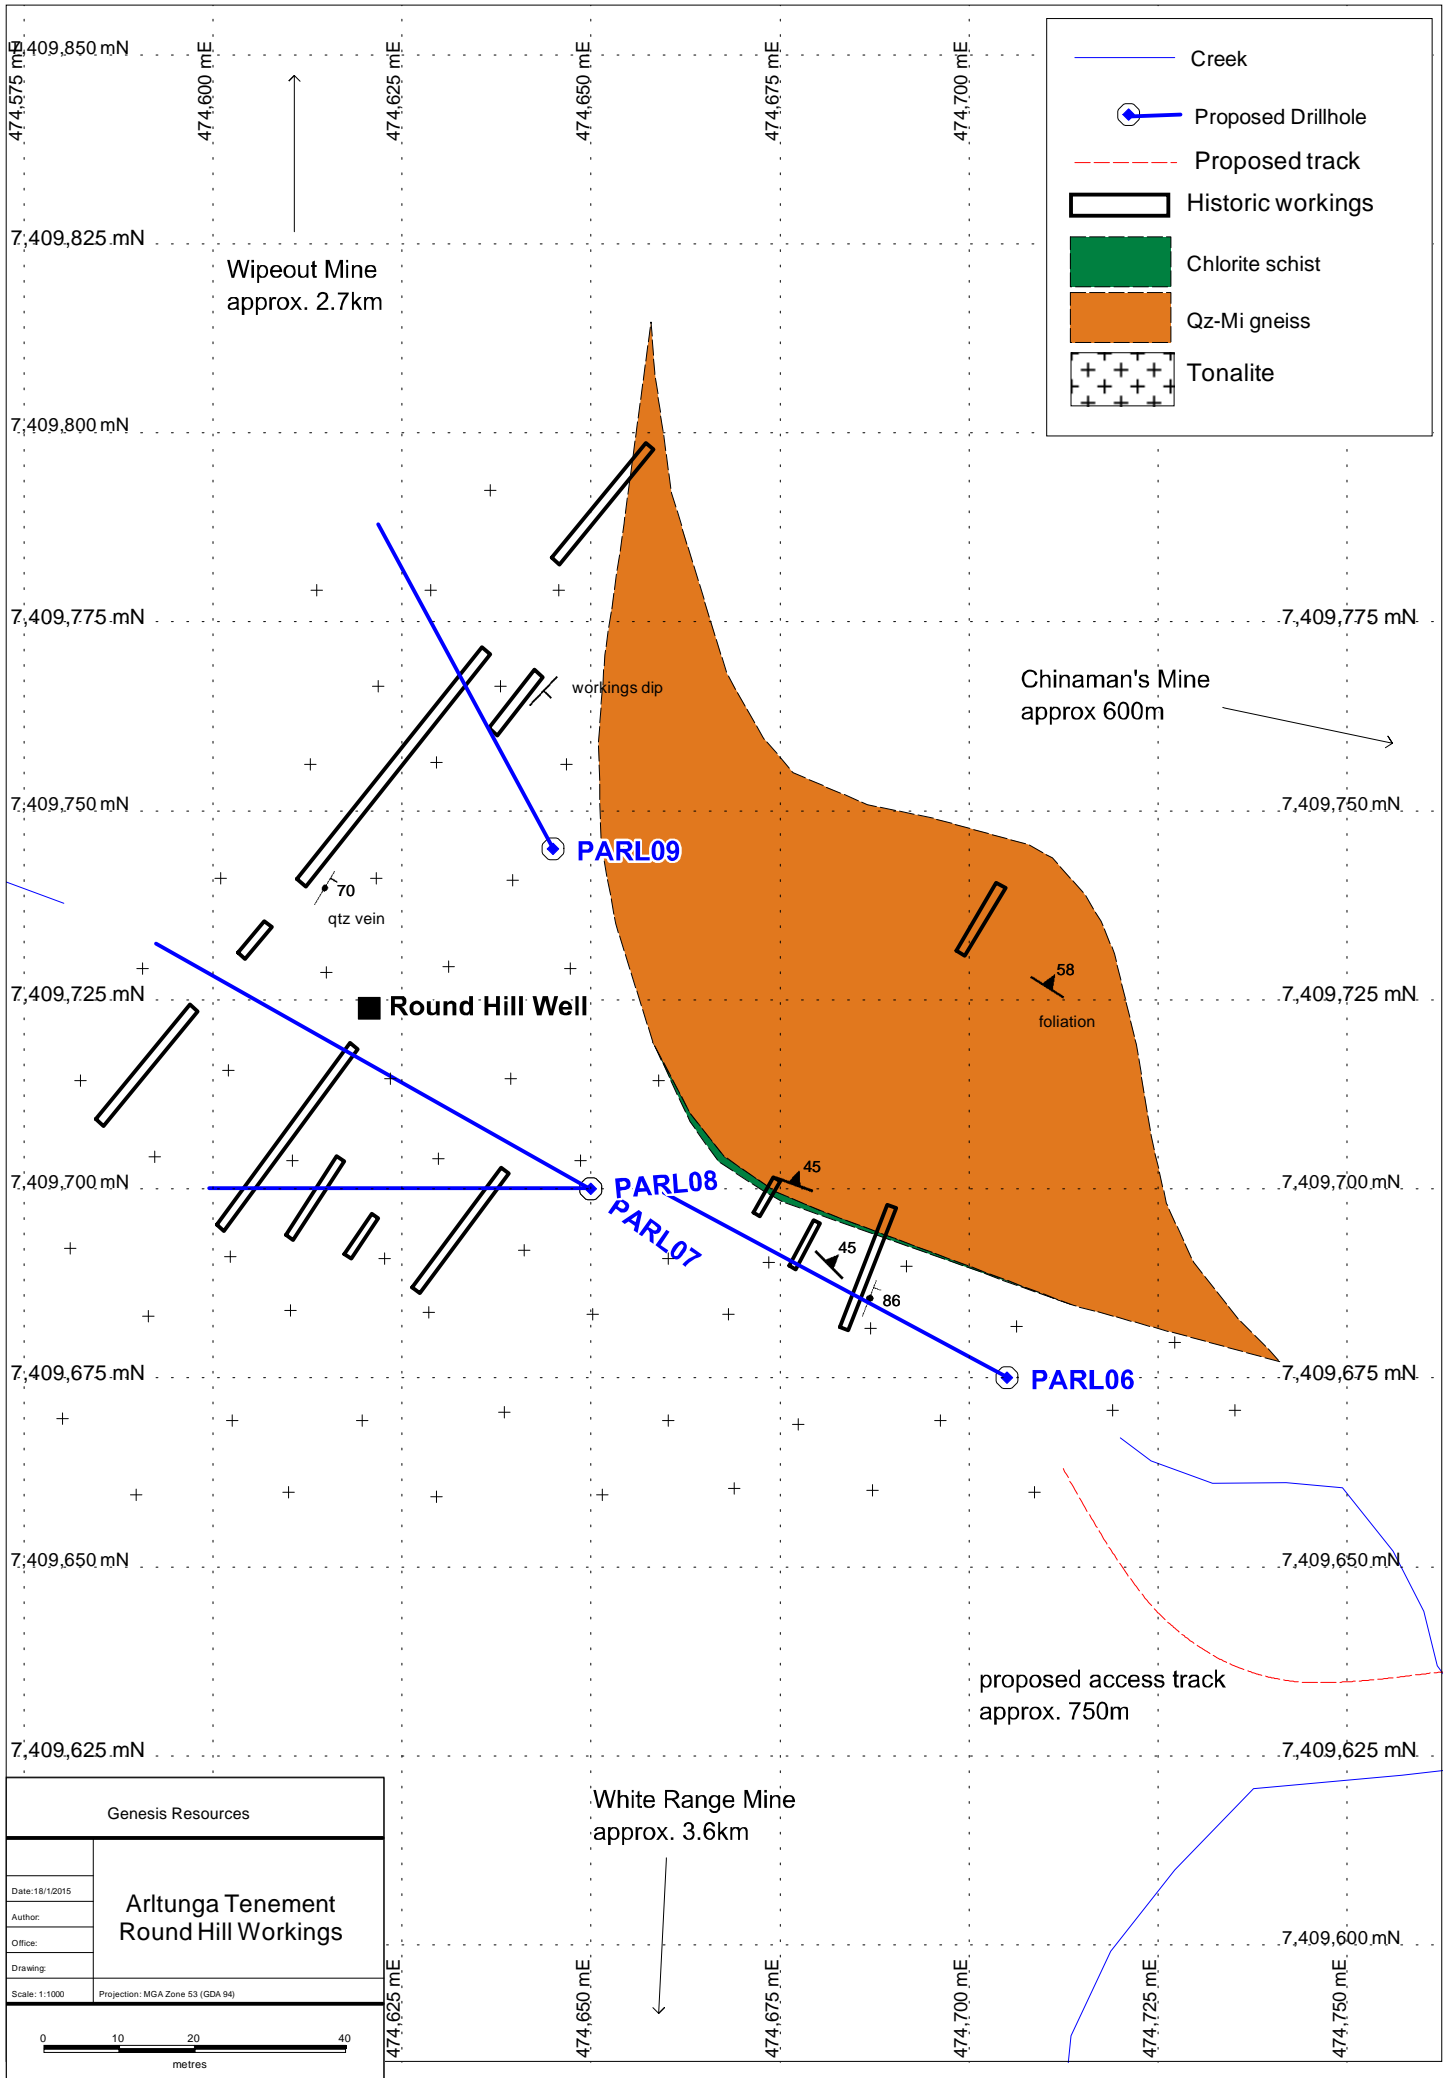 7,409,850 mN
474,575 mE
474,600 mE
474,625 mE
474,650 mE
474,675 mE
474,700 mE
Creek
Proposed Drillhole
Proposed track
Historic workings
Chlorite schist
Qz-Mi gneiss
Tonalite
7,409,825 mN
Wipeout Mine
approx. 2.7km
7,409,800 mN
7,409,775 mN
7,409,775 mN
workings dip
Chinaman's Mine
approx 600m
7,409,750 mN
7,409,750 mN
PARL09
70
qtz vein
58
foliation
7,409,725 mN
Round Hill Well
7,409,725 mN
45
7,409,700 mN
PARL08
7,409,700 mN
PARL07
45
86
7,409,675 mN
PARL06
7,409,675 mN
7,409,650 mN
7,409,650 mN
proposed access track
approx. 750m
7,409,625 mN
7,409,625 mN
Genesis Resources
White Range Mine
approx. 3.6km
Date:18/1/2015
Author:
Office:
Drawing:
Scale: 1:1000
Arltunga Tenement
Round Hill Workings
Projection: MGA Zone 53 (GDA 94)
7,409,600 mN
0 10 20 40
metres
474,625 mE
474,650 mE
474,675 mE
474,700 mE
474,725 mE
474,750 mE